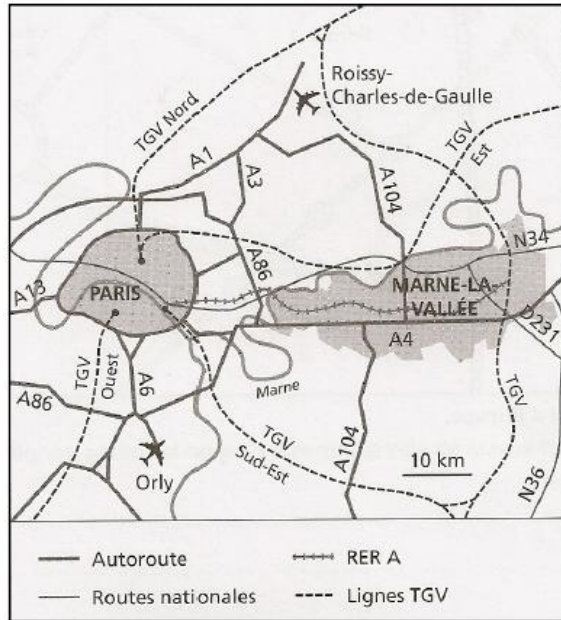 Roissy-
Charles-de-Gaulle
TGV Nord
A1
A3
TGV
Est
A104
A86
N34
A13
PARIS
MARNE-LA-
VALLÉE
D231
A4
TGV
Ouest
A6
Marne
A86
TGV
Sud-Est
A104
TGV
10 km
Orly
N36
Autoroute
RER A
Routes nationales
Lignes TGV